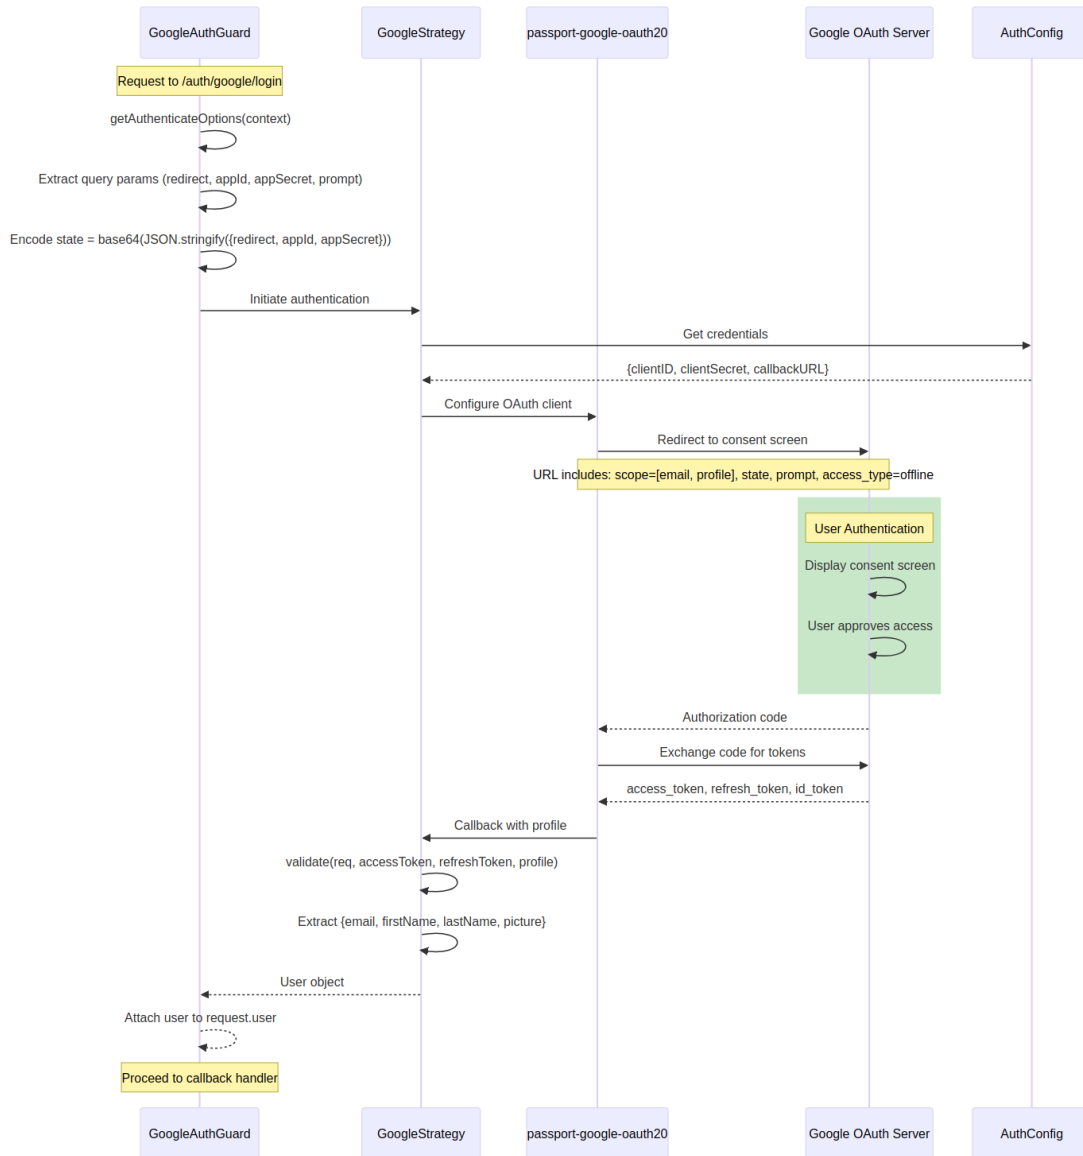 GoogleAuthGuard
GoogleStrategy
passport-google-oauth20
Google OAuth Server
AuthConfig
Request to /auth/google/login
getAuthenticateOptions(context)
Extract query params (redirect, appId, appSecret, prompt)
Encode state = base64(JSON.stringify({redirect, appId, appSecret}))
Initiate authentication
Get credentials
{clientID, clientSecret, callbackURL}
Configure OAuth client
Redirect to consent screen
URL includes: scope=[email, profile], state, prompt, access_type=offline
User Authentication
Display consent screen
User approves access
Authorization code
Exchange code for tokens
access_token, refresh_token, id_token
Callback with profile
validate(req, accessToken, refreshToken, profile)
Extract {email, firstName, lastName, picture}
User object
Attach user to request.user
Proceed to callback handler
GoogleAuthGuard
GoogleStrategy
passport-google-oauth20
Google OAuth Server
AuthConfig